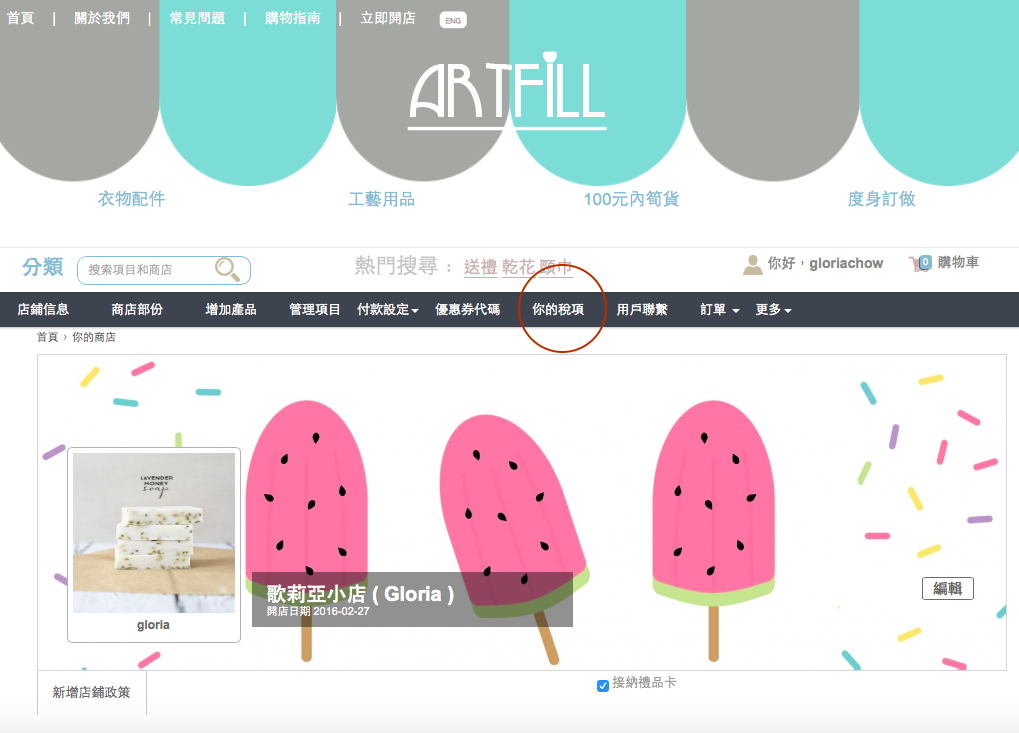 首頁 | 關於我們 | 常見問題 | 購物指南 | 立即開店 ENG
ARTFILL
衣物配件 工藝用品 100元內筍貨 度身訂做
分類 搜索項目和商店 熱門搜尋： 送禮 乾花 頸巾 你好，gloriachow 0 購物車
店鋪信息 商店部份 增加產品 管理項目 付款設定 優惠券代碼 你的稅項 用戶聯繫 訂單 更多
首頁 › 你的商店
LAVENDER
HONEY
soap
歌莉亞小店 ( Gloria )
開店日期 2016-02-27
編輯
gloria
新增店鋪政策 接納禮品卡